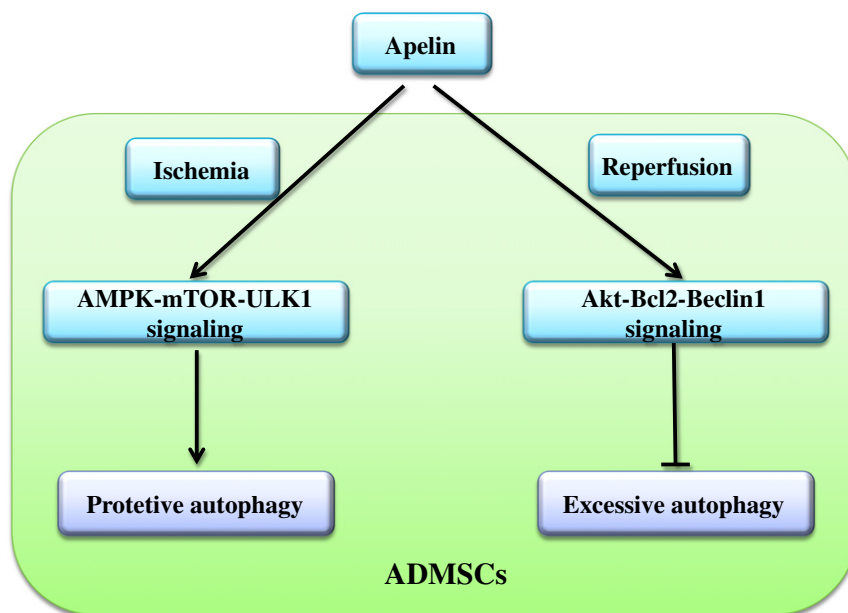 Apelin
Ischemia
Reperfusion
AMPK-mTOR-ULK1
signaling
Akt-Bcl2-Beclin1
signaling
Protetive autophagy
Excessive autophagy
ADMSCs